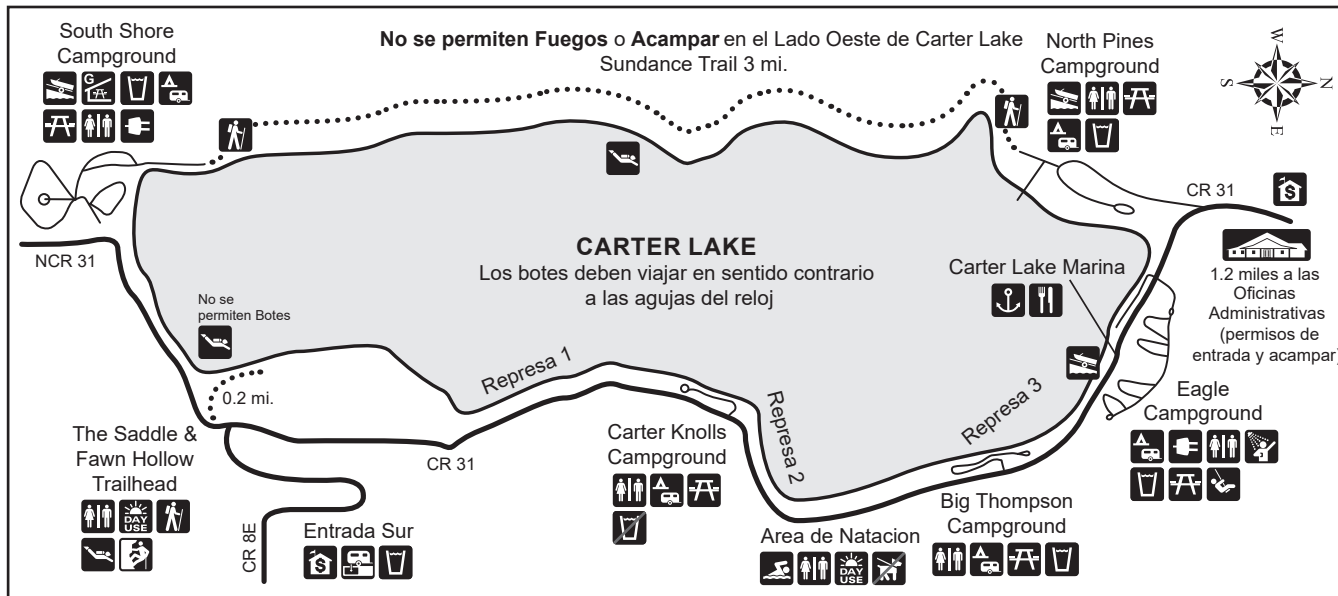 South Shore
Campground
G
No se permiten Fuegos o Acampar en el Lado Oeste de Carter Lake
Sundance Trail 3 mi.
North Pines
Campground
W
S
N
E
CR 31
$
NCR 31
CARTER LAKE
Los botes deben viajar en sentido contrario
a las agujas del reloj
Carter Lake Marina
1.2 miles a las
Oficinas
Administrativas
(permisos de
entrada y acampar)
No se
permiten Botes
0.2 mi.
Represa 1
Represa 2
Represa 3
Eagle
Campground
The Saddle &
Fawn Hollow
Trailhead
DAY
USE
CR 31
CR 8E
Entrada Sur
$
Carter Knolls
Campground
Area de Natacion
DAY
USE
Big Thompson
Campground